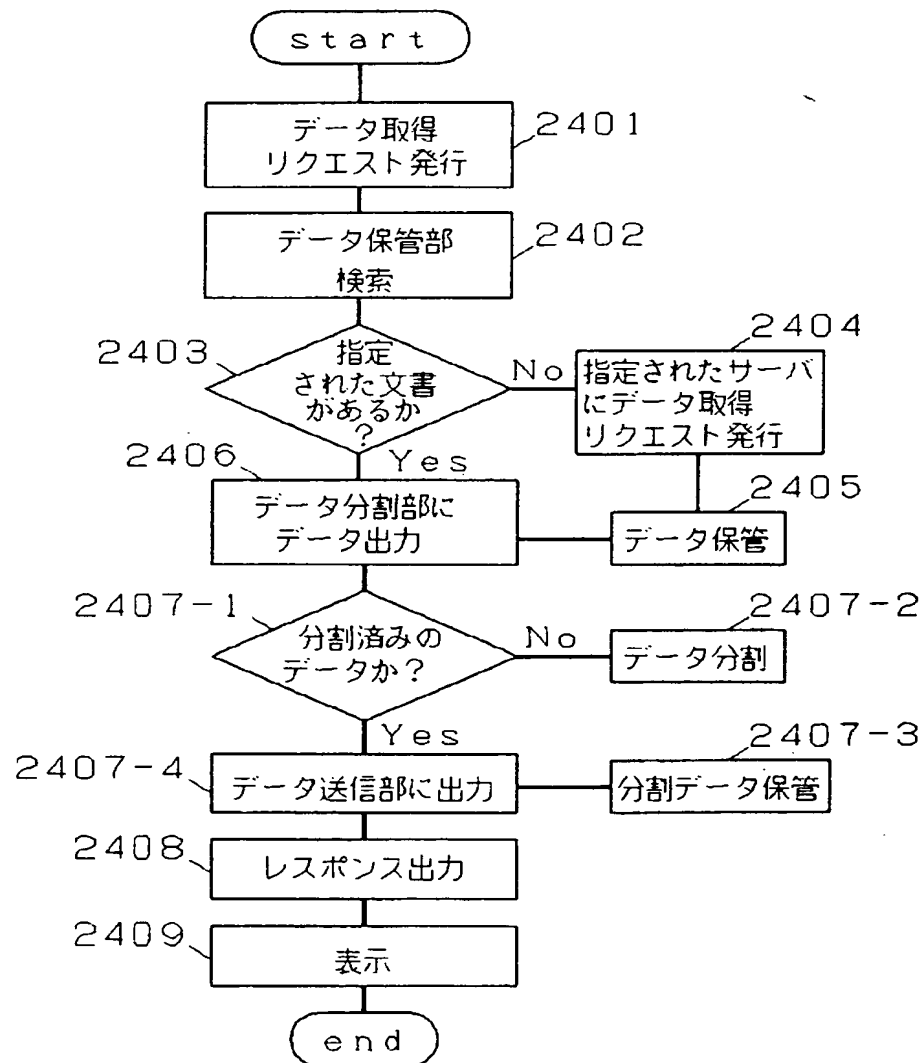 start
データ取得
リクエスト発行
2401
データ保管部
検索
2402
2403
指定
された文書
があるか
?
No
2404
指定されたサーバ
にデータ取得
リクエスト発行
2406
Yes
データ分割部に
データ出力
2405
データ保管
2407-1
分割済みの
データか?
No
2407-2
データ分割
Yes
2407-3
2407-4
データ送信部に出力
分割データ保管
2408
レスポンス出力
2409
表示
end